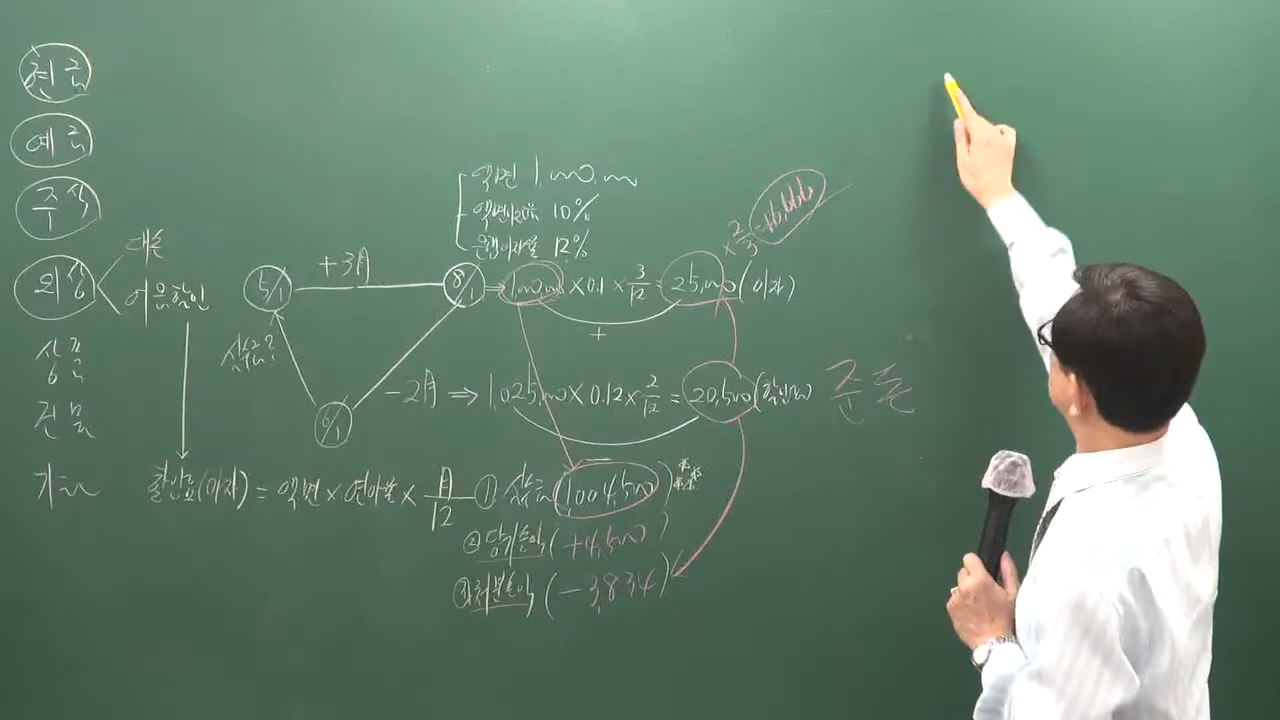 현금
예금
주식
외상
대손
어음할인
상품
건물
기타
액면 1,000,000
액면이자율 10%
은행이자율 12%
5/1
+3月
8/1
⇒ 1,000,000 × 0.1 × 3/12 = 25,000 (이자)
× 2/3 = 16,666
+
6/1
-2月 ⇒ 1,025,000 × 0.12 × 2/12 = 20,500 (할인료)
할인료(이자) = 액면 × 연이율 × 月/12
① 실수금 1,004,500
② 당기손익 (+4,500)
③ 처분손익 (-3,834)